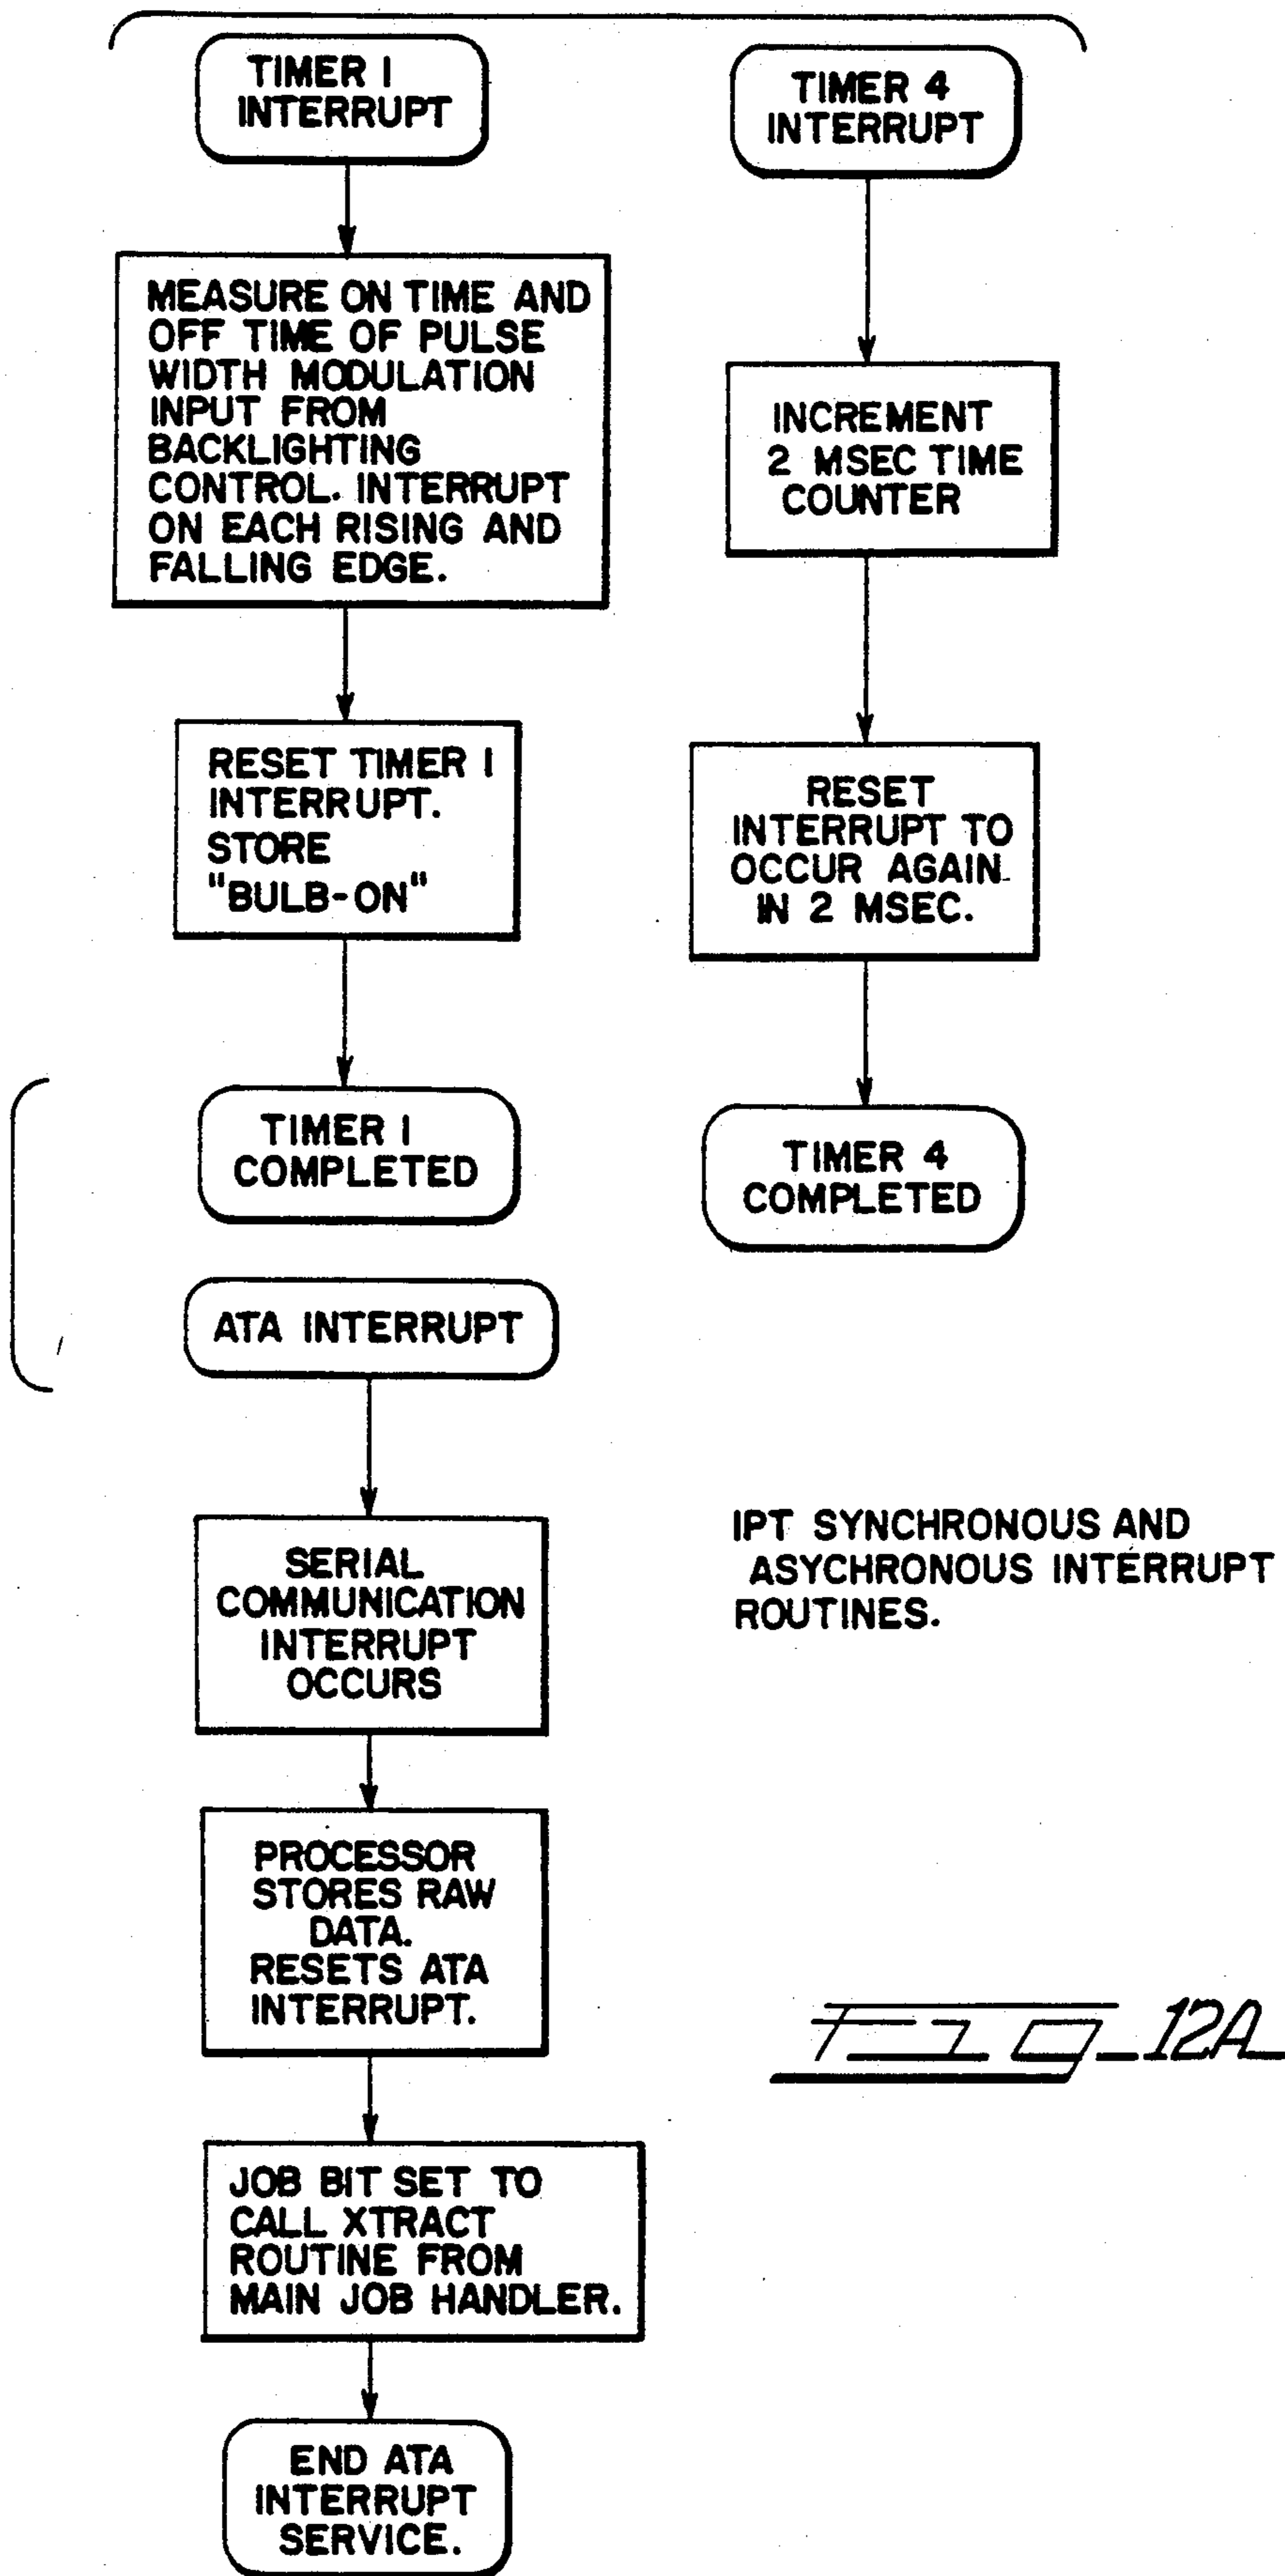 TIMER 1
INTERRUPT
MEASURE ON TIME AND
OFF TIME OF PULSE
WIDTH MODULATION
INPUT FROM
BACKLIGHTING
CONTROL. INTERRUPT
ON EACH RISING AND
FALLING EDGE.
RESET TIMER 1
INTERRUPT.
STORE
"BULB-ON"
TIMER 1
COMPLETED
TIMER 4
INTERRUPT
INCREMENT
2 MSEC TIME
COUNTER
RESET
INTERRUPT TO
OCCUR AGAIN
IN 2 MSEC.
TIMER 4
COMPLETED
ATA INTERRUPT
SERIAL
COMMUNICATION
INTERRUPT
OCCURS
PROCESSOR
STORES RAW
DATA.
RESETS ATA
INTERRUPT.
JOB BIT SET TO
CALL XTRACT
ROUTINE FROM
MAIN JOB HANDLER.
END ATA
INTERRUPT
SERVICE.
IPT SYNCHRONOUS AND
ASYCHRONOUS INTERRUPT
ROUTINES.
Fig_12A